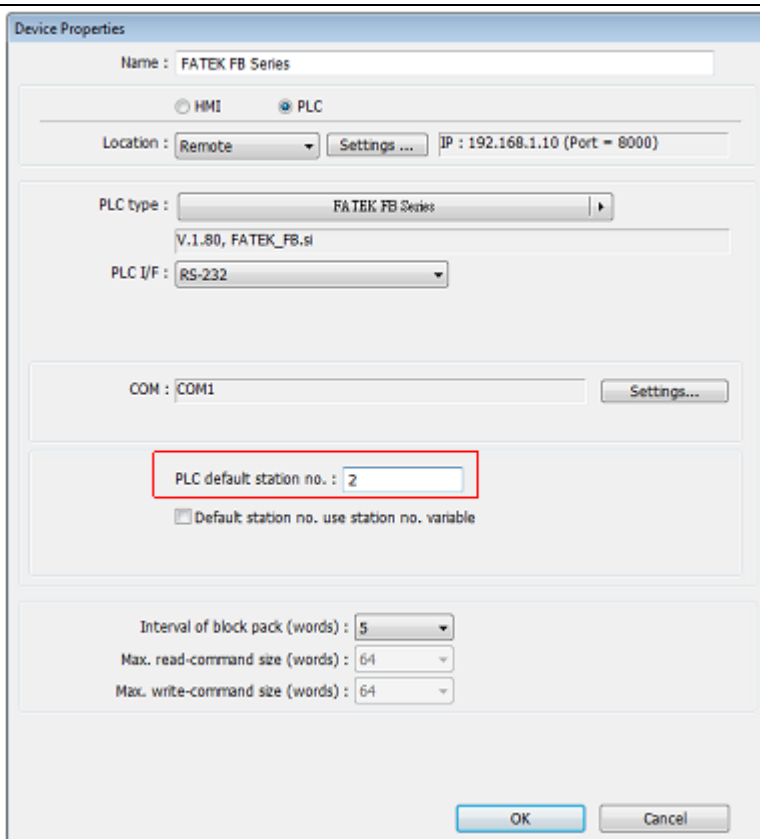 Device Properties
Name : FATEK FB Series
HMI PLC
Location : Remote Settings ... IP : 192.168.1.10 (Port = 8000)
PLC type : FATEK FB Series
V.1.80, FATEK_FB.si
PLC I/F : RS-232
COM : COM1 Settings...
PLC default station no. : 2
Default station no. use station no. variable
Interval of block pack (words) : 5
Max. read-command size (words) : 64
Max. write-command size (words) : 64
OK Cancel